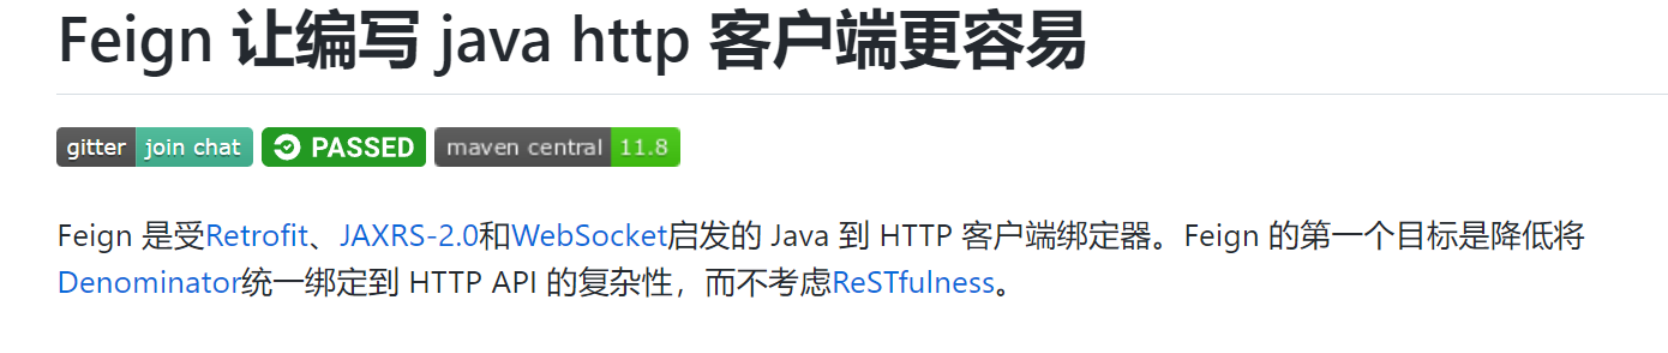 Feign 让编写 java http 客户端更容易
gitter join chat PASSED maven central 11.8
Feign 是受Retrofit、JAXRS-2.0和WebSocket启发的 Java 到 HTTP 客户端绑定器。Feign 的第一个目标是降低将
Denominator统一绑定到 HTTP API 的复杂性，而不考虑ReSTfulness。